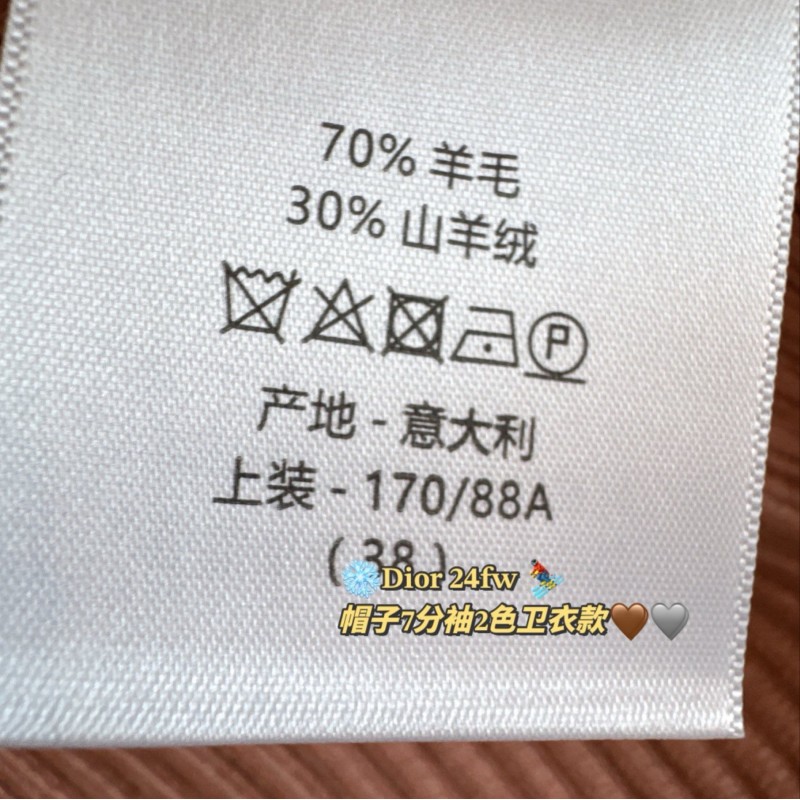 70% 羊毛
30% 山羊绒
P
产地 - 意大利
上装 - 170/88A
( 38 )
Dior 24fw
帽子7分袖2色卫衣款